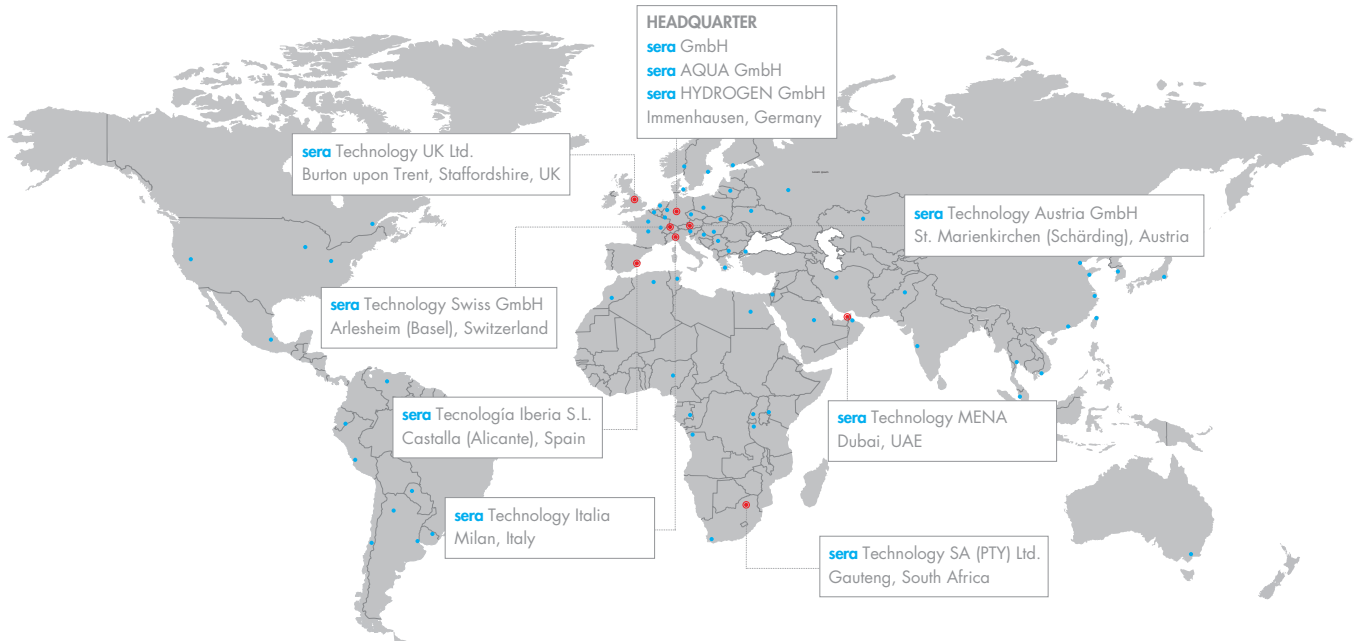 HEADQUARTER
sera GmbH
sera AQUA GmbH
sera HYDROGEN GmbH
Immenhausen, Germany
sera Technology UK Ltd.
Burton upon Trent, Staffordshire, UK
sera Technology Austria GmbH
St. Marienkirchen (Schärding), Austria
sera Technology Swiss GmbH
Arlesheim (Basel), Switzerland
sera Tecnología Iberia S.L.
Castalla (Alicante), Spain
sera Technology MENA
Dubai, UAE
sera Technology Italia
Milan, Italy
sera Technology SA (PTY) Ltd.
Gauteng, South Africa